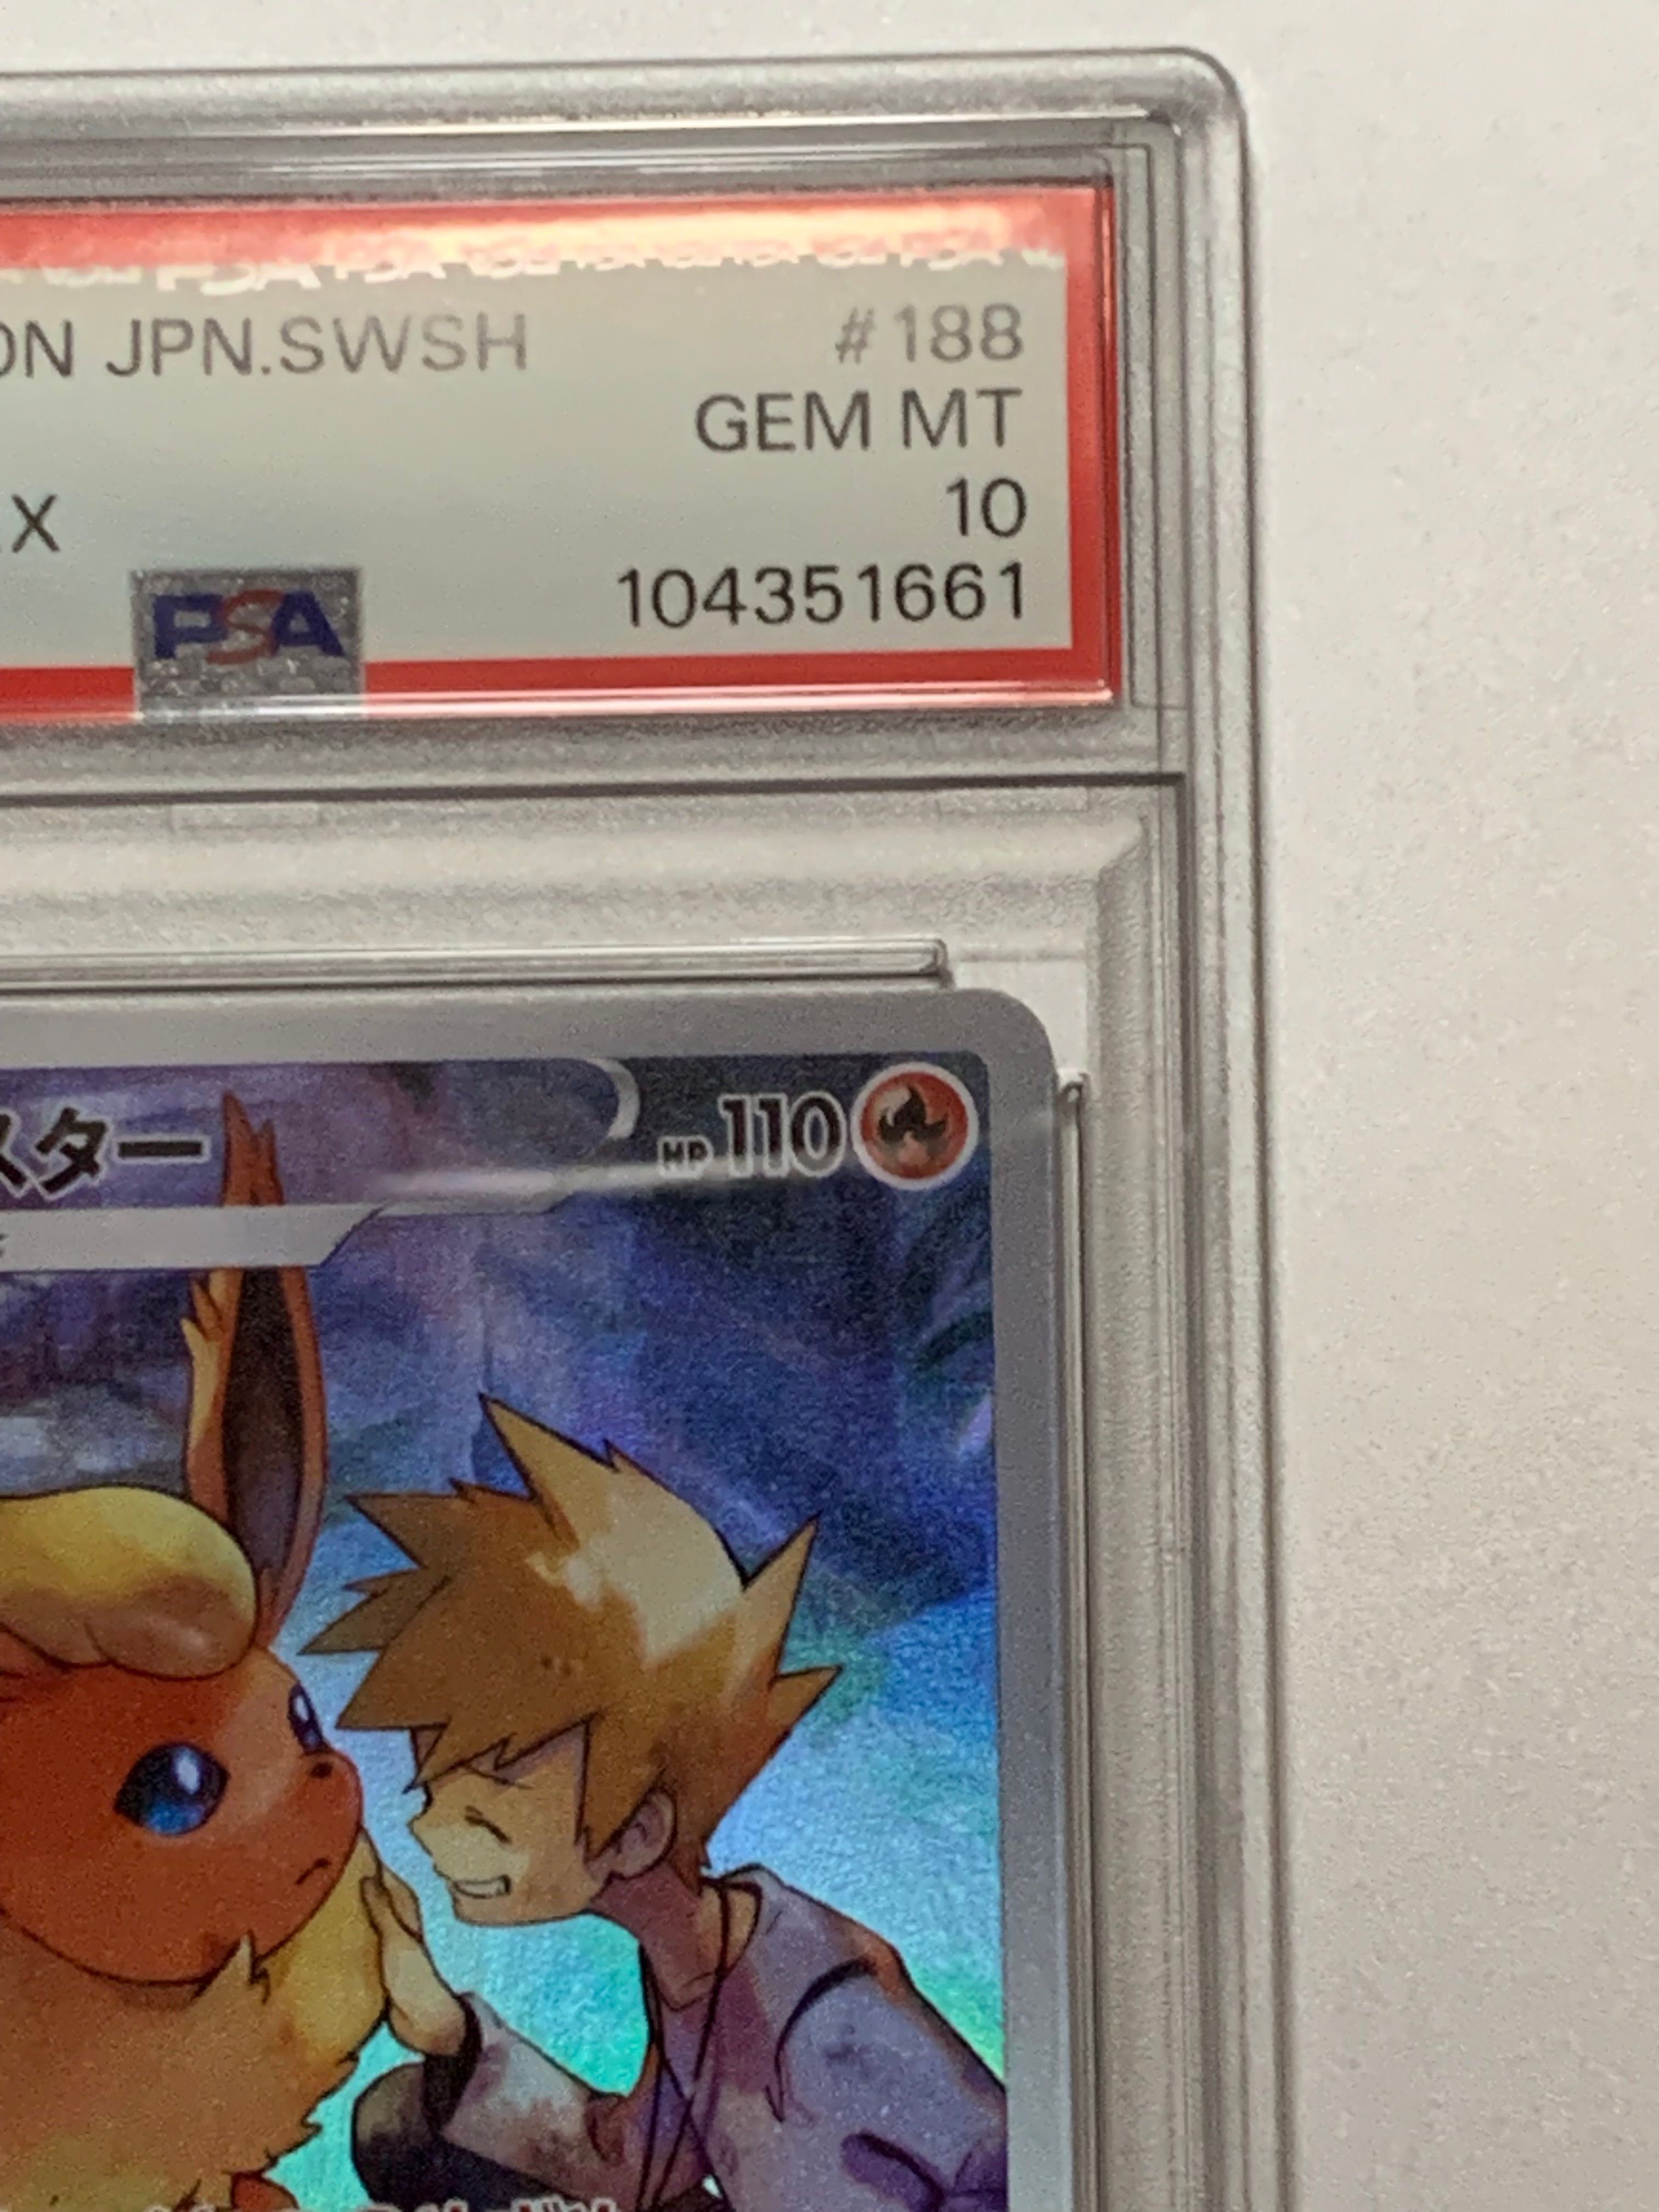 ON JPN.SWSH #188
GEM MT
X 10
PSA 104351661
スター HP 110